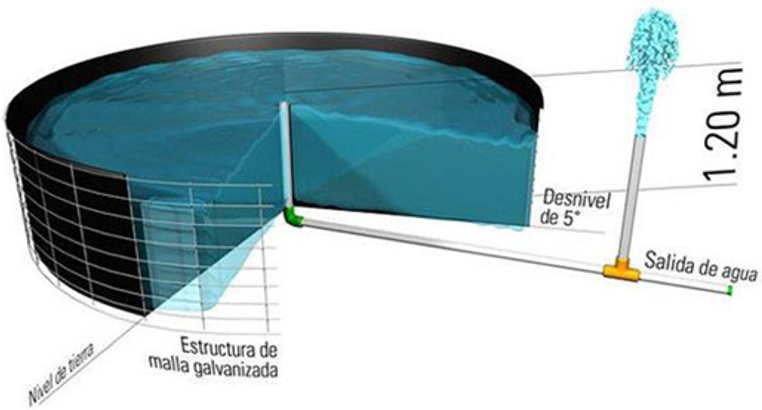 1.20 m
Desnivel
de 5°
Salida de agua
Estructura de
malla galvanizada
Nivel de tierra